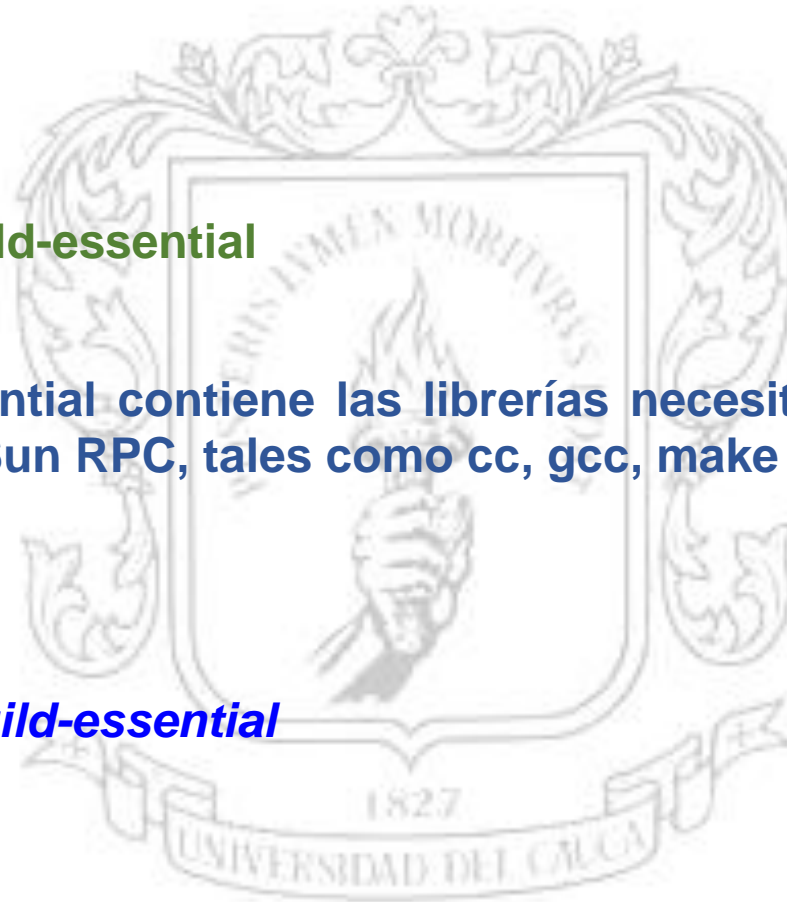 ld-essential
ntial contiene las librerías necesit
Sun RPC, tales como cc, gcc, make
ild-essential
1827
UNIVERSIDAD DEL CAUCA